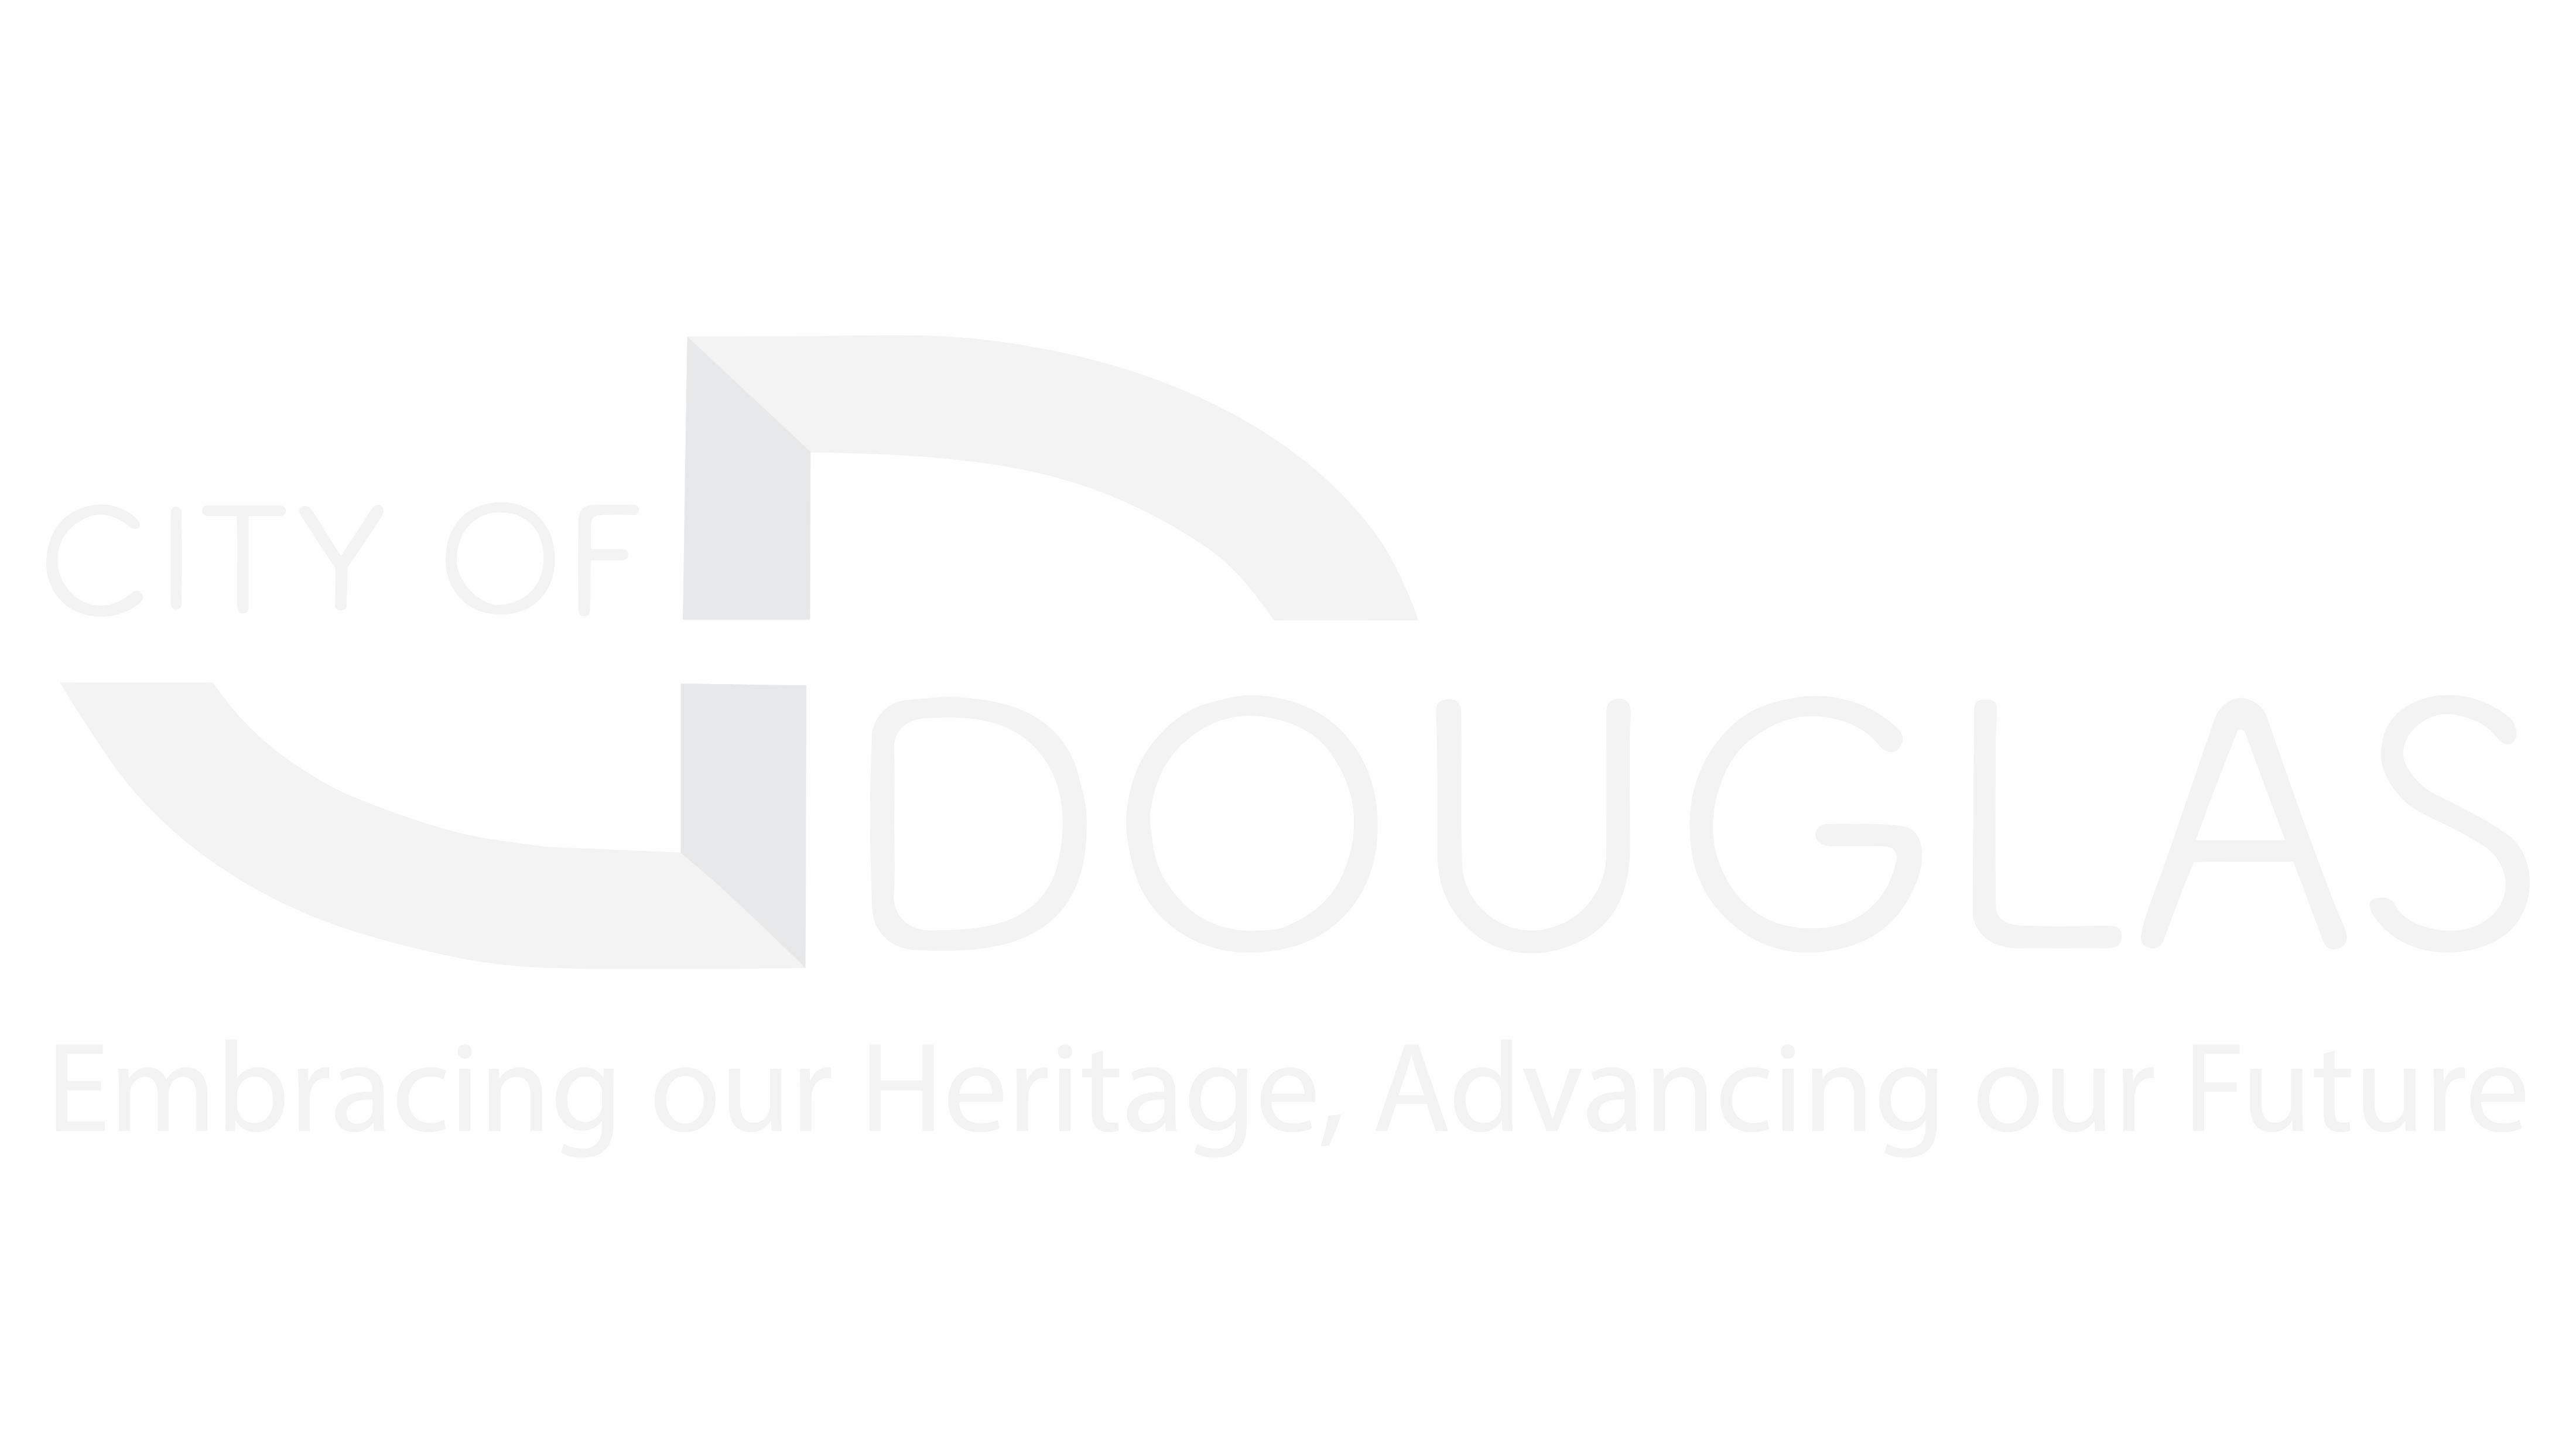 CITY OF
DOUGLAS
Embracing our Heritage, Advancing our Future